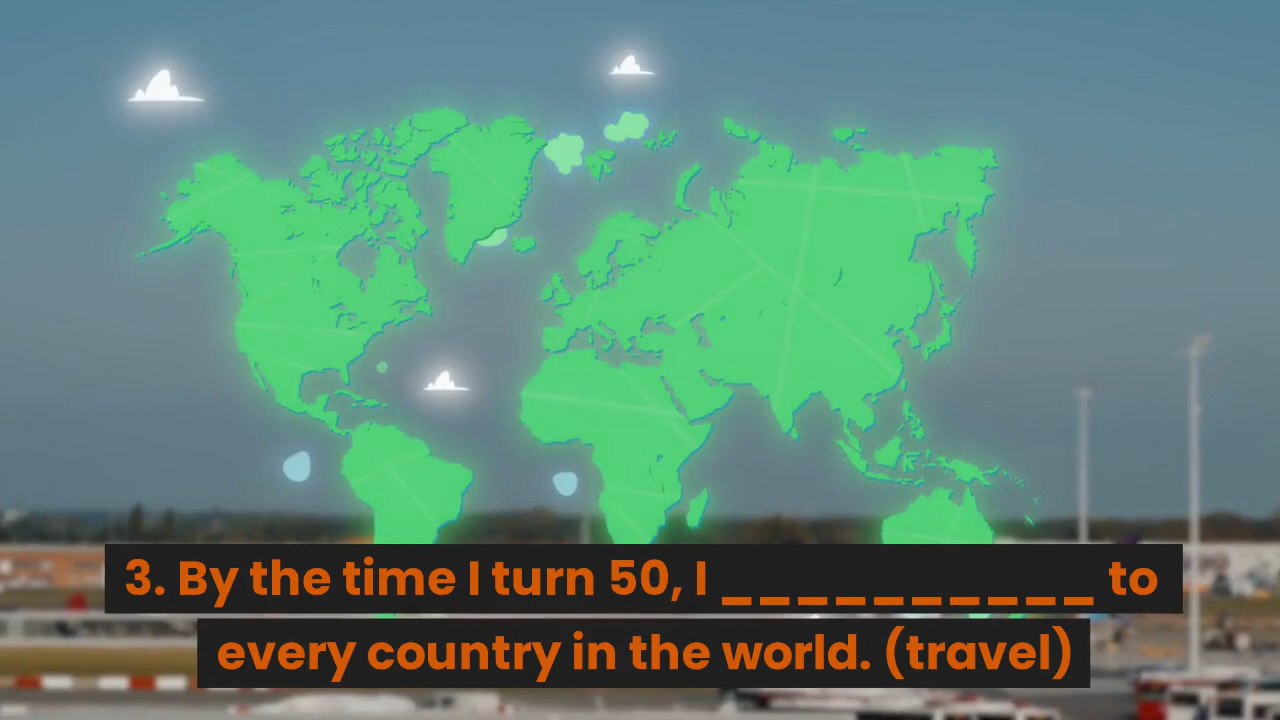 3. By the time I turn 50, I __________ to
every country in the world. (travel)